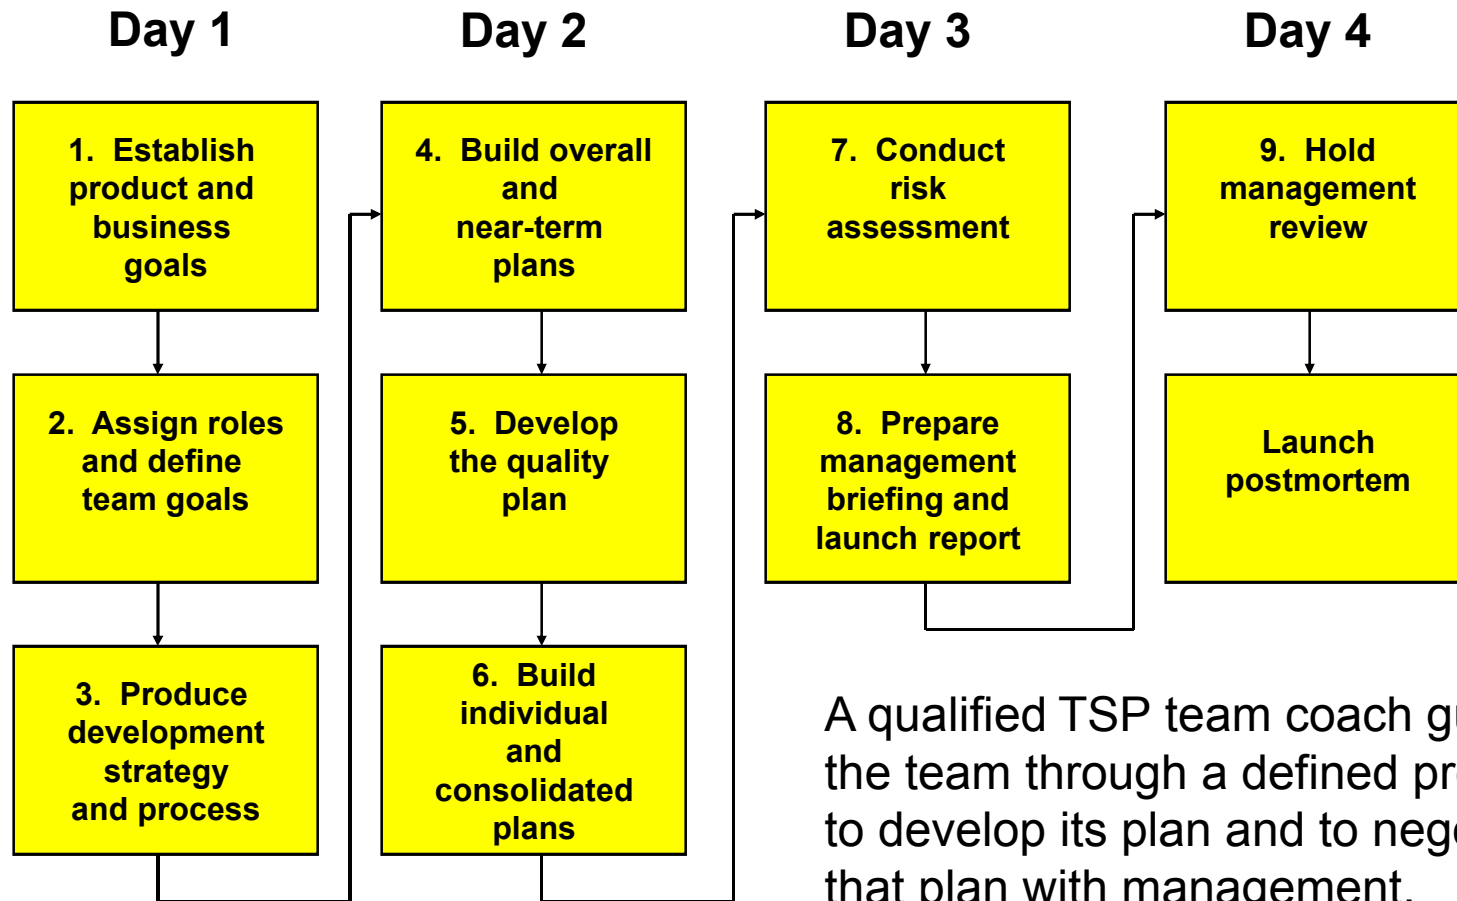 Day 1
Day 2
Day 3
Day 4
1. Establish
product and
business
goals
2. Assign roles
and define
team goals
3. Produce
development
strategy
and process
4. Build overall
and
near-term
plans
5. Develop
the quality
plan
6. Build
individual
and
consolidated
plans
7. Conduct
risk
assessment
8. Prepare
management
briefing and
launch report
9. Hold
management
review
Launch
postmortem
A qualified TSP team coach
the team through a defined
to develop its plan and to
that plan with management.